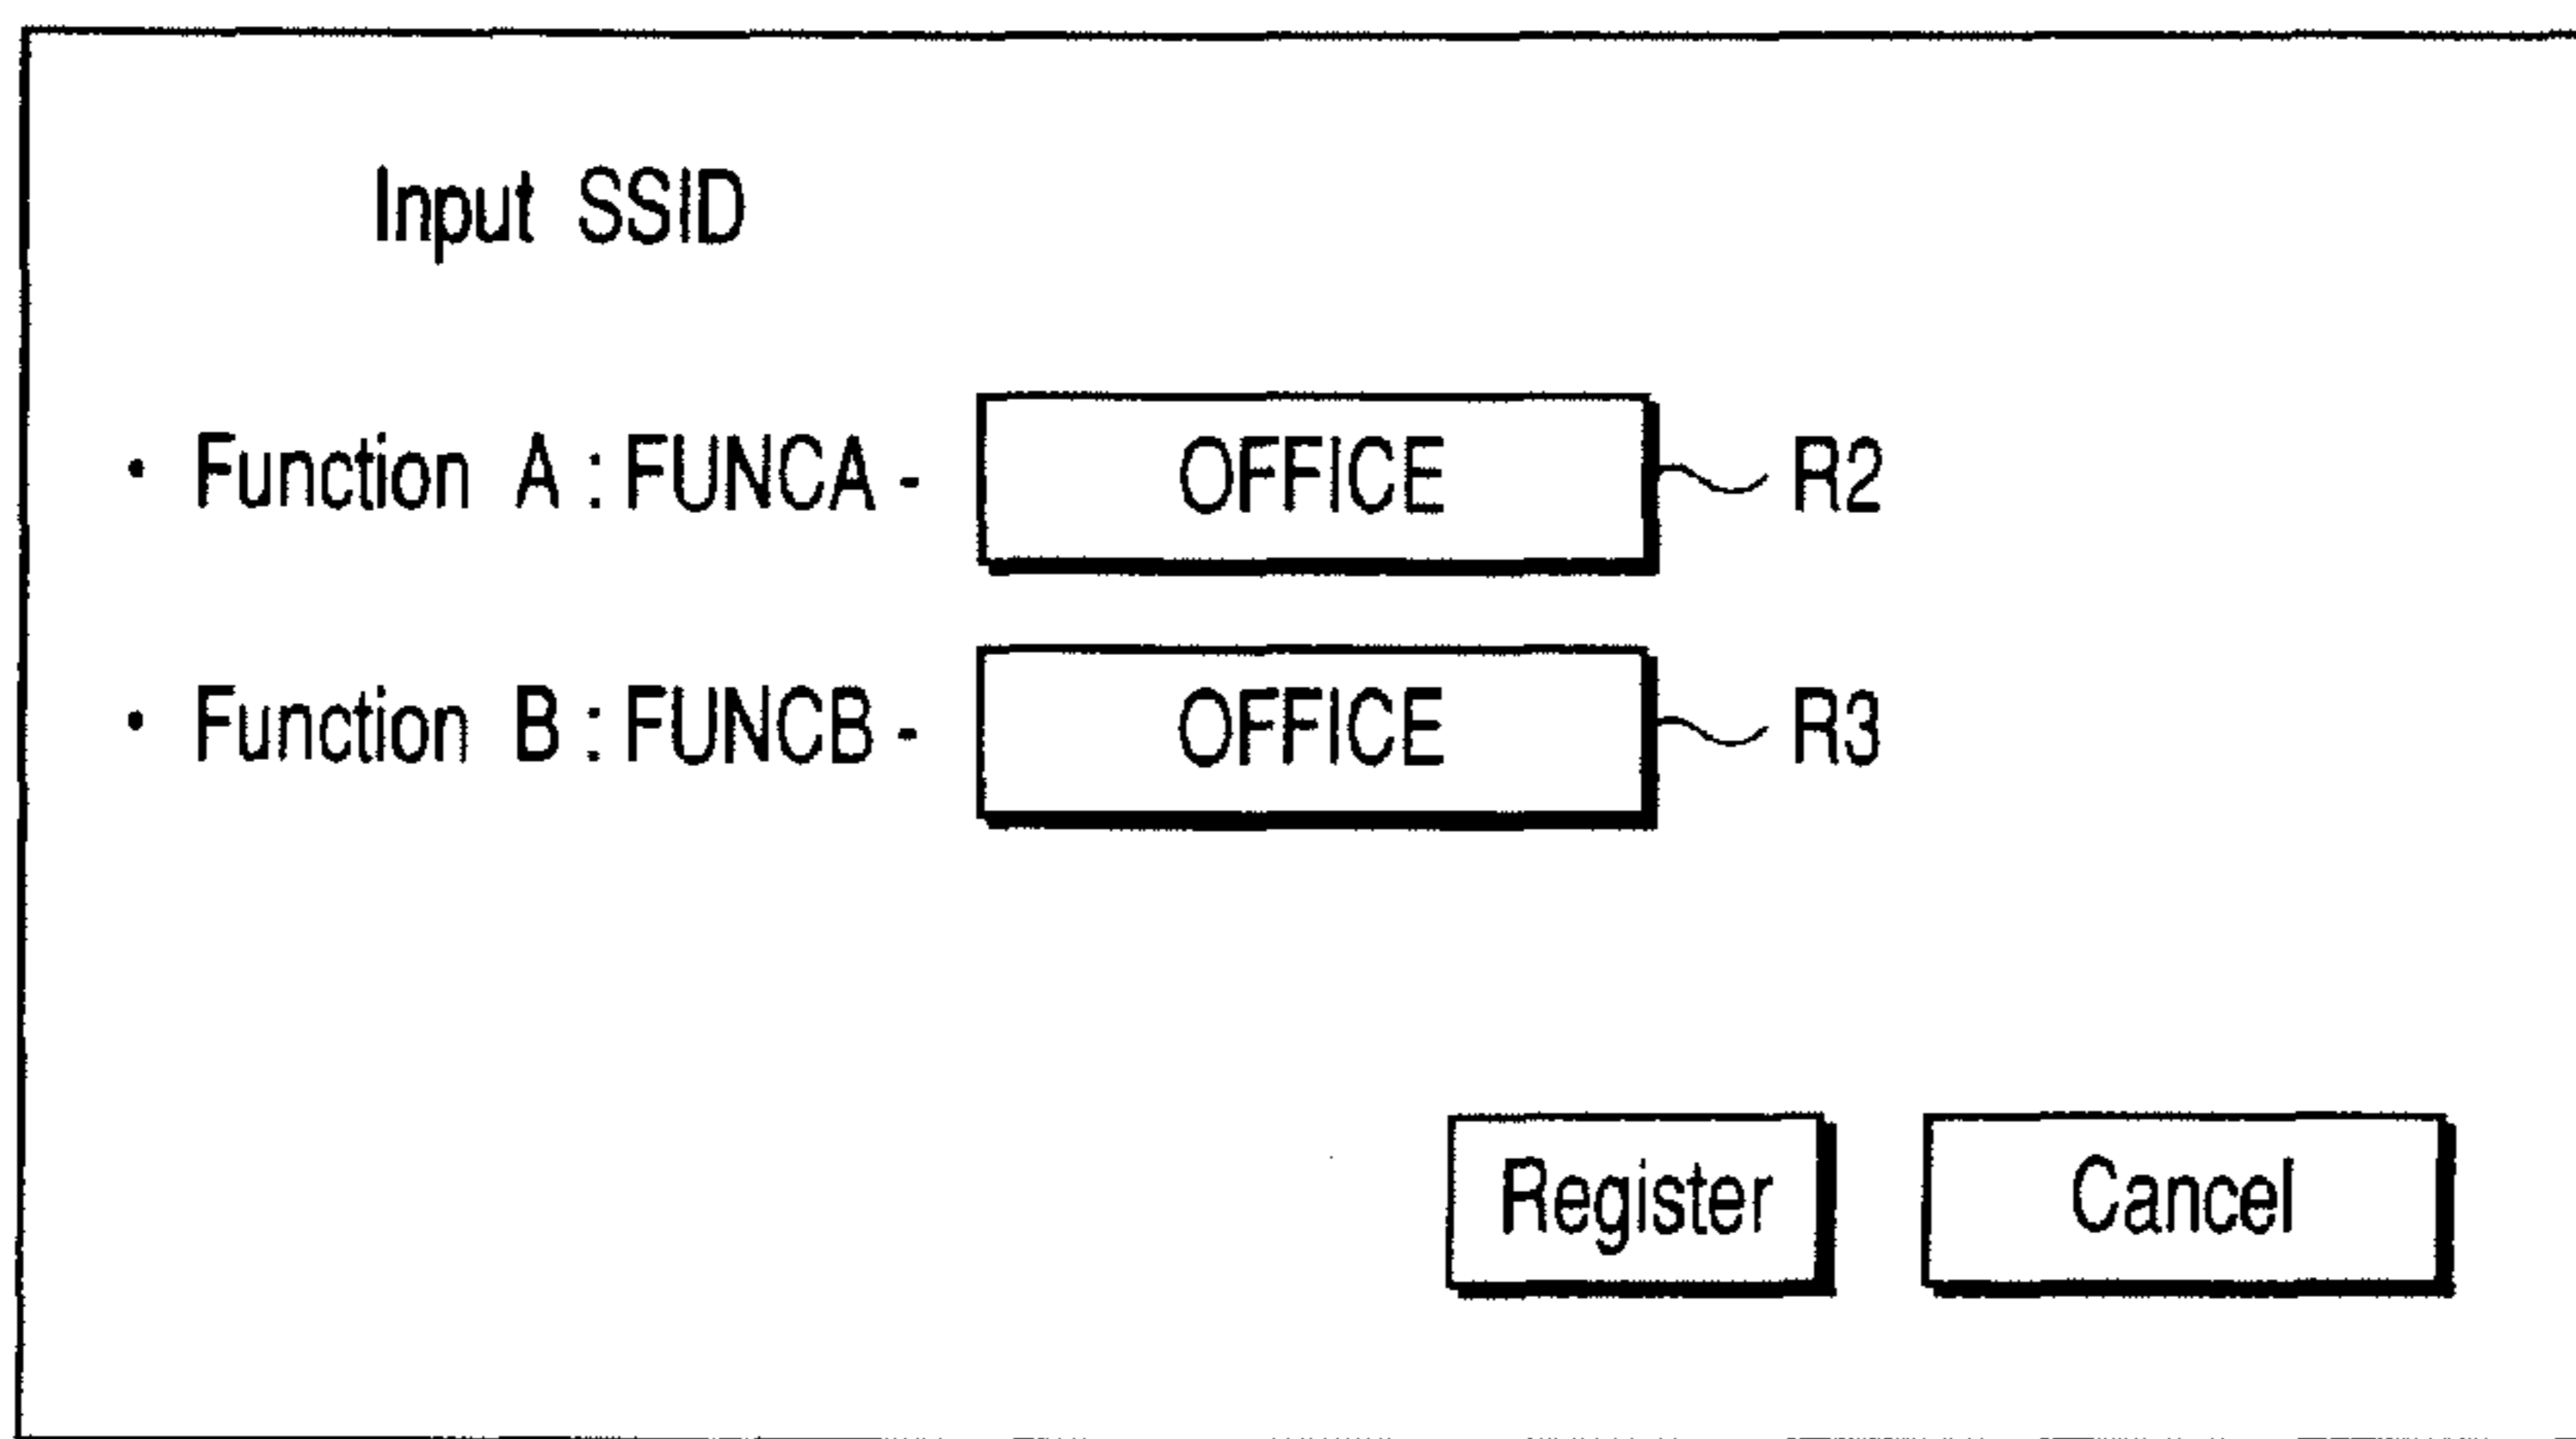 Input SSID
· Function A : FUNCA - OFFICE R2
· Function B : FUNCB - OFFICE R3
Register Cancel